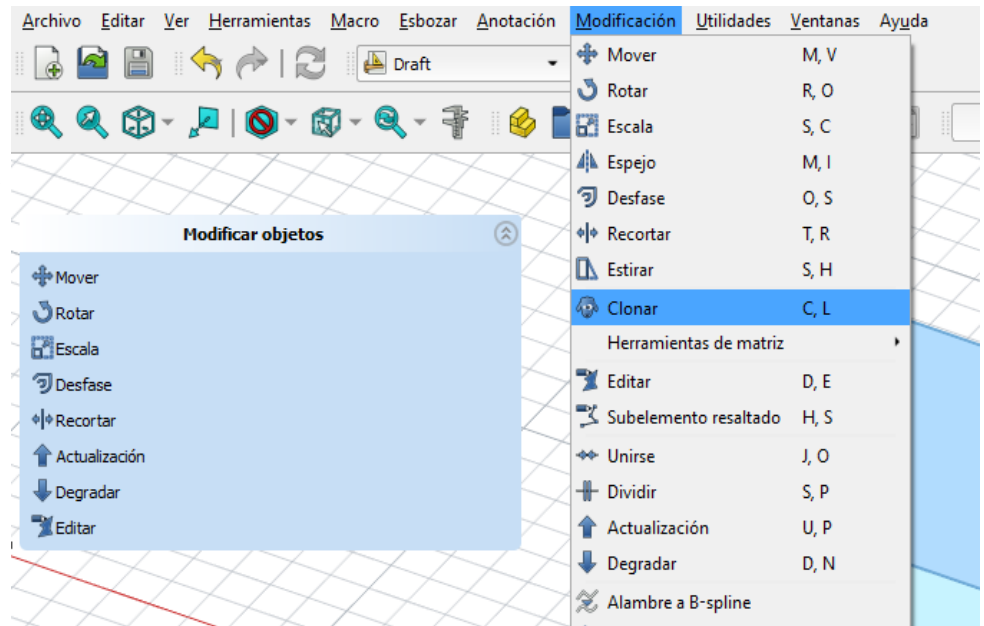 Archivo Editar Ver Herramientas Macro Esbozar Anotación Modificación Utilidades Ventanas Ayuda
Draft
Modificar objetos
Mover
Rotar
Escala
Desfase
Recortar
Actualización
Degradar
Editar
Mover M, V
Rotar R, O
Escala S, C
Espejo M, I
Desfase O, S
Recortar T, R
Estirar S, H
Clonar C, L
Herramientas de matriz
Editar D, E
Subelemento resaltado H, S
Unirse J, O
Dividir S, P
Actualización U, P
Degradar D, N
Alambre a B-spline